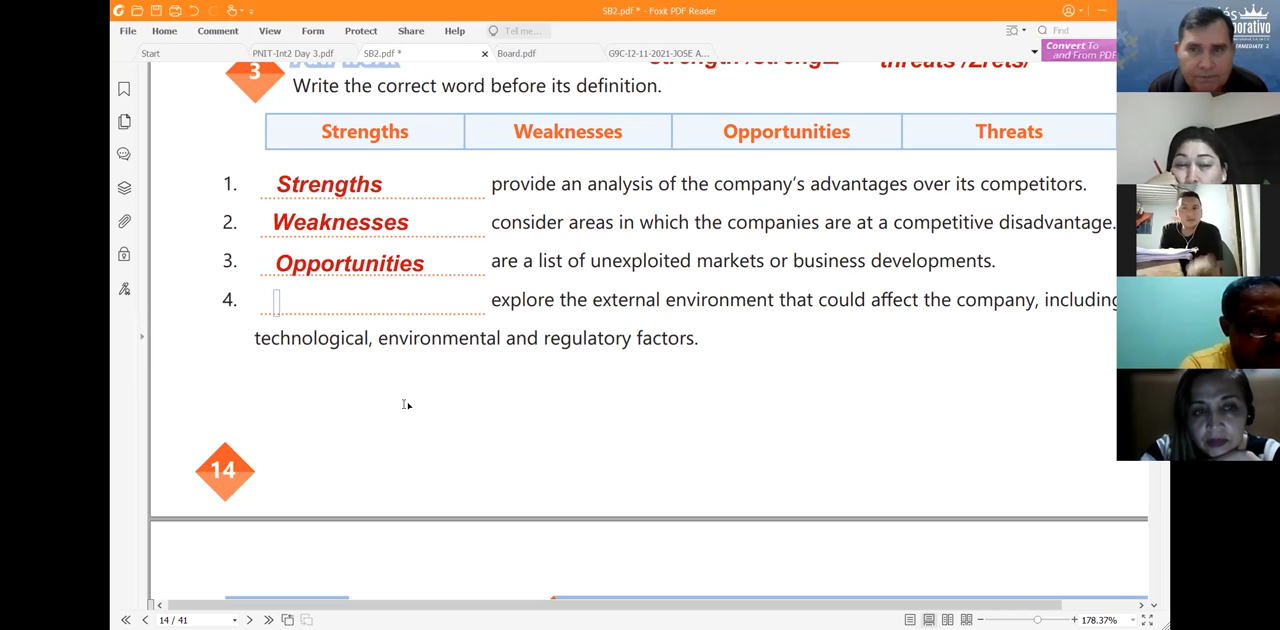 SB2.pdf * - Foxit PDF Reader
File Home Comment View Form Protect Share Help Tell me... Find
Start PNIT-Int2 Day 3.pdf SB2.pdf * Board.pdf G9C-12-11-2021-JOSE A...
Convert To
and From PDF
3
Write the correct word before its definition.
Strengths Weaknesses Opportunities Threats
1. Strengths provide an analysis of the company’s advantages over its competitors.
2. Weaknesses consider areas in which the companies are at a competitive disadvantage.
3. Opportunities are a list of unexploited markets or business developments.
4. explore the external environment that could affect the company, including
technological, environmental and regulatory factors.
14
14 / 41
178.37%